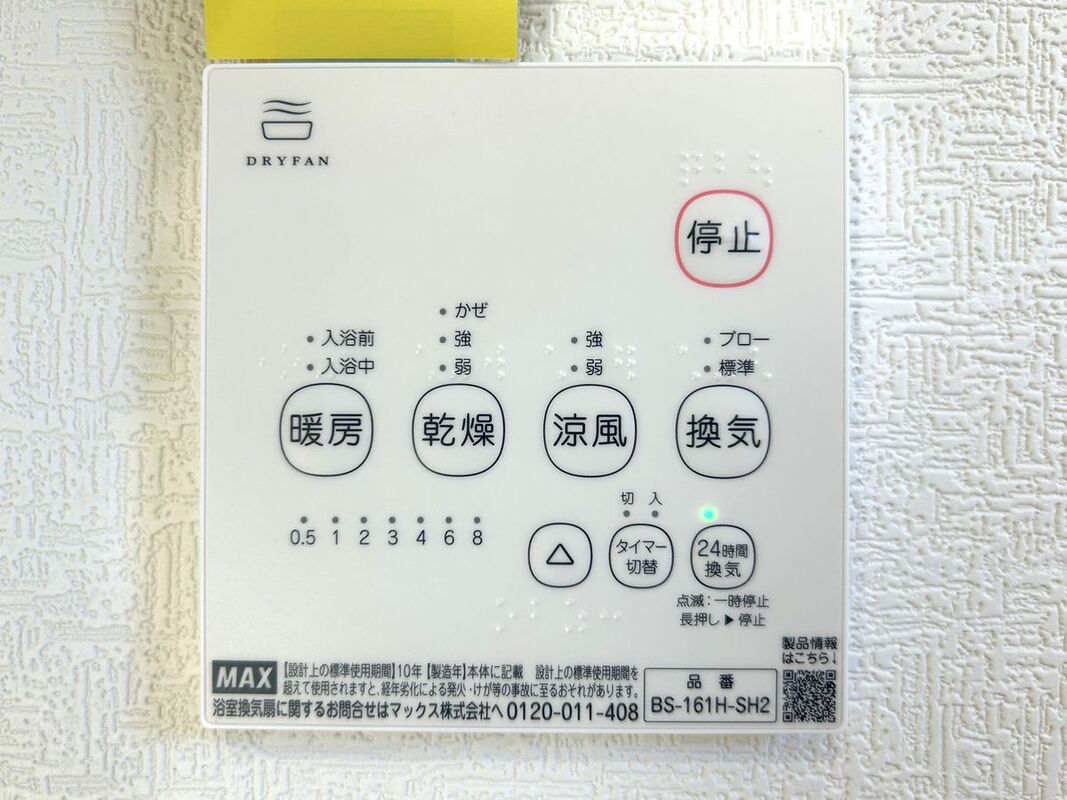 DRYFAN
停止
かぜ
入浴前 強 強 ブロー
入浴中 弱 弱 標準
暖房 乾燥 涼風 換気
切 入
0.5 1 2 3 4 6 8
△ タイマー切替 24時間換気
点滅：一時停止
長押し▶停止
製品情報
はこちら↓
MAX 【設計上の標準使用期間】10年【製造年】本体に記載 設計上の標準使用期間を
超えて使用されますと、経年劣化による発火・けが等の事故に至るおそれがあります。
浴室換気扇に関するお問合せはマックス株式会社へ 0120-011-408
品番
BS-161H-SH2